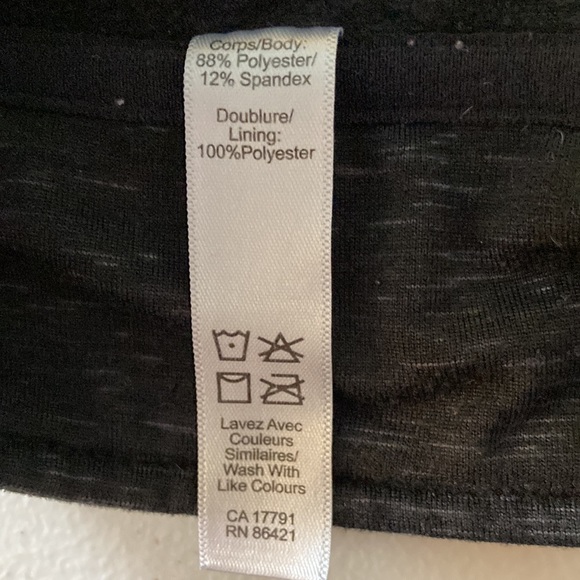 Corps/Body:
88% Polyester/
12% Spandex
Doublure/
Lining:
100%Polyester
Lavez Avec
Couleurs
Similaires/
Wash With
Like Colours
CA 17791
RN 86421